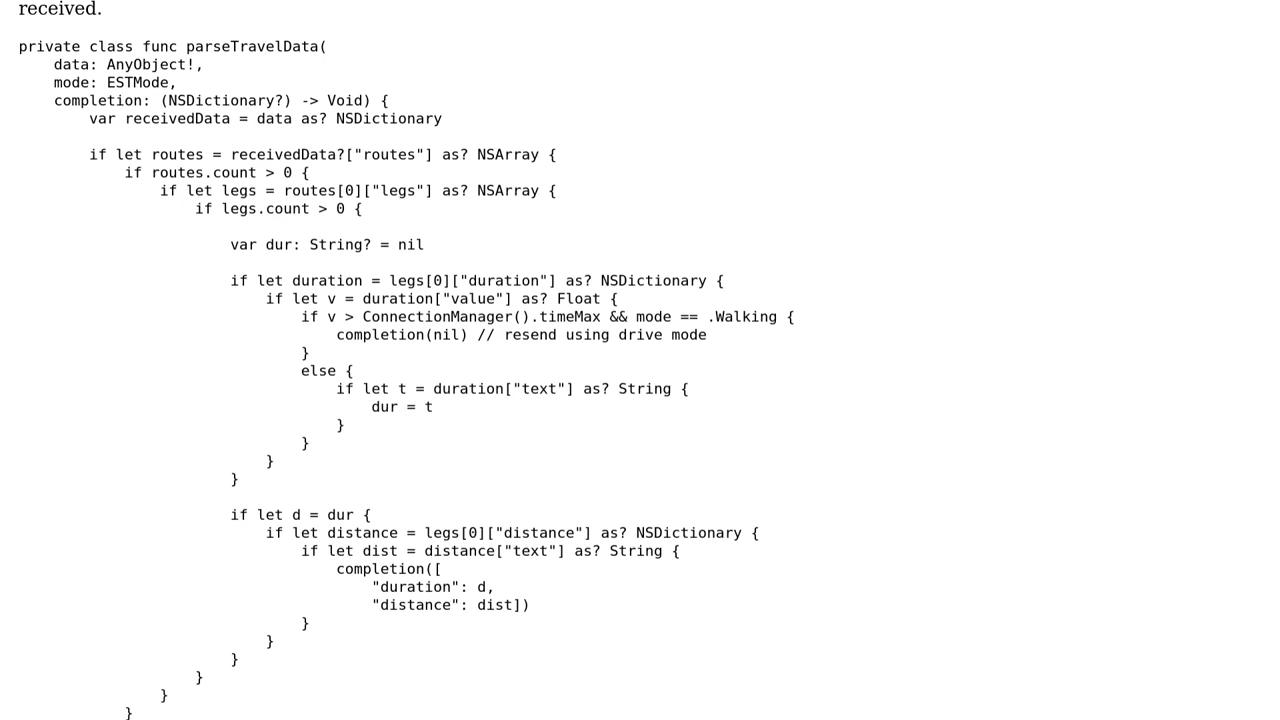 received.
private class func parseTravelData(
    data: AnyObject!,
    mode: ESTMode,
    completion: (NSDictionary?) -> Void) {
        var receivedData = data as? NSDictionary

        if let routes = receivedData?["routes"] as? NSArray {
            if routes.count > 0 {
                if let legs = routes[0]["legs"] as? NSArray {
                    if legs.count > 0 {

                        var dur: String? = nil

                        if let duration = legs[0]["duration"] as? NSDictionary {
                            if let v = duration["value"] as? Float {
                                if v > ConnectionManager().timeMax && mode == .Walking {
                                    completion(nil) // resend using drive mode
                                }
                                else {
                                    if let t = duration["text"] as? String {
                                        dur = t
                                    }
                                }
                            }
                        }

                        if let d = dur {
                            if let distance = legs[0]["distance"] as? NSDictionary {
                                if let dist = distance["text"] as? String {
                                    completion([
                                        "duration": d,
                                        "distance": dist])
                                }
                            }
                        }
                    }
                }
            }